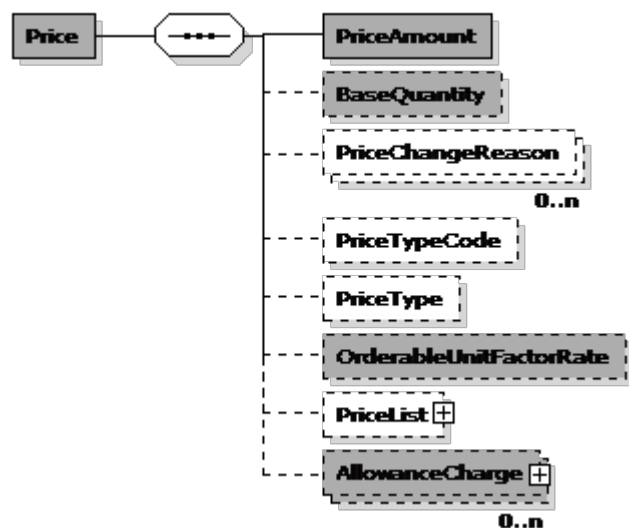 Price
PriceAmount
BaseQuantity
PriceChangeReason
0..n
PriceTypeCode
PriceType
OrderableUnitFactorRate
PriceList
AllowanceCharge
0..n